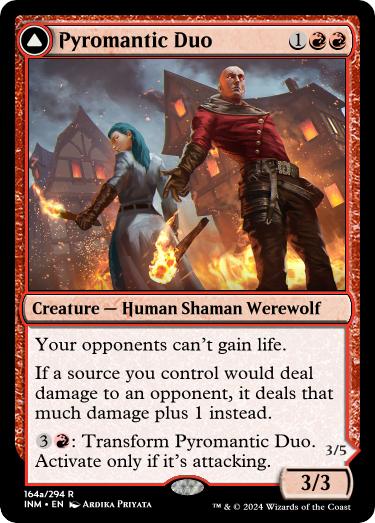 Pyromantic Duo 1
Creature — Human Shaman Werewolf
Your opponents can't gain life.
If a source you control would deal
damage to an opponent, it deals that
much damage plus 1 instead.
3 : Transform Pyromantic Duo.
Activate only if it's attacking.
3/5
3/3
164a/294 R
INM • EN Ardika Priyata
™ & © 2024 Wizards of the Coast